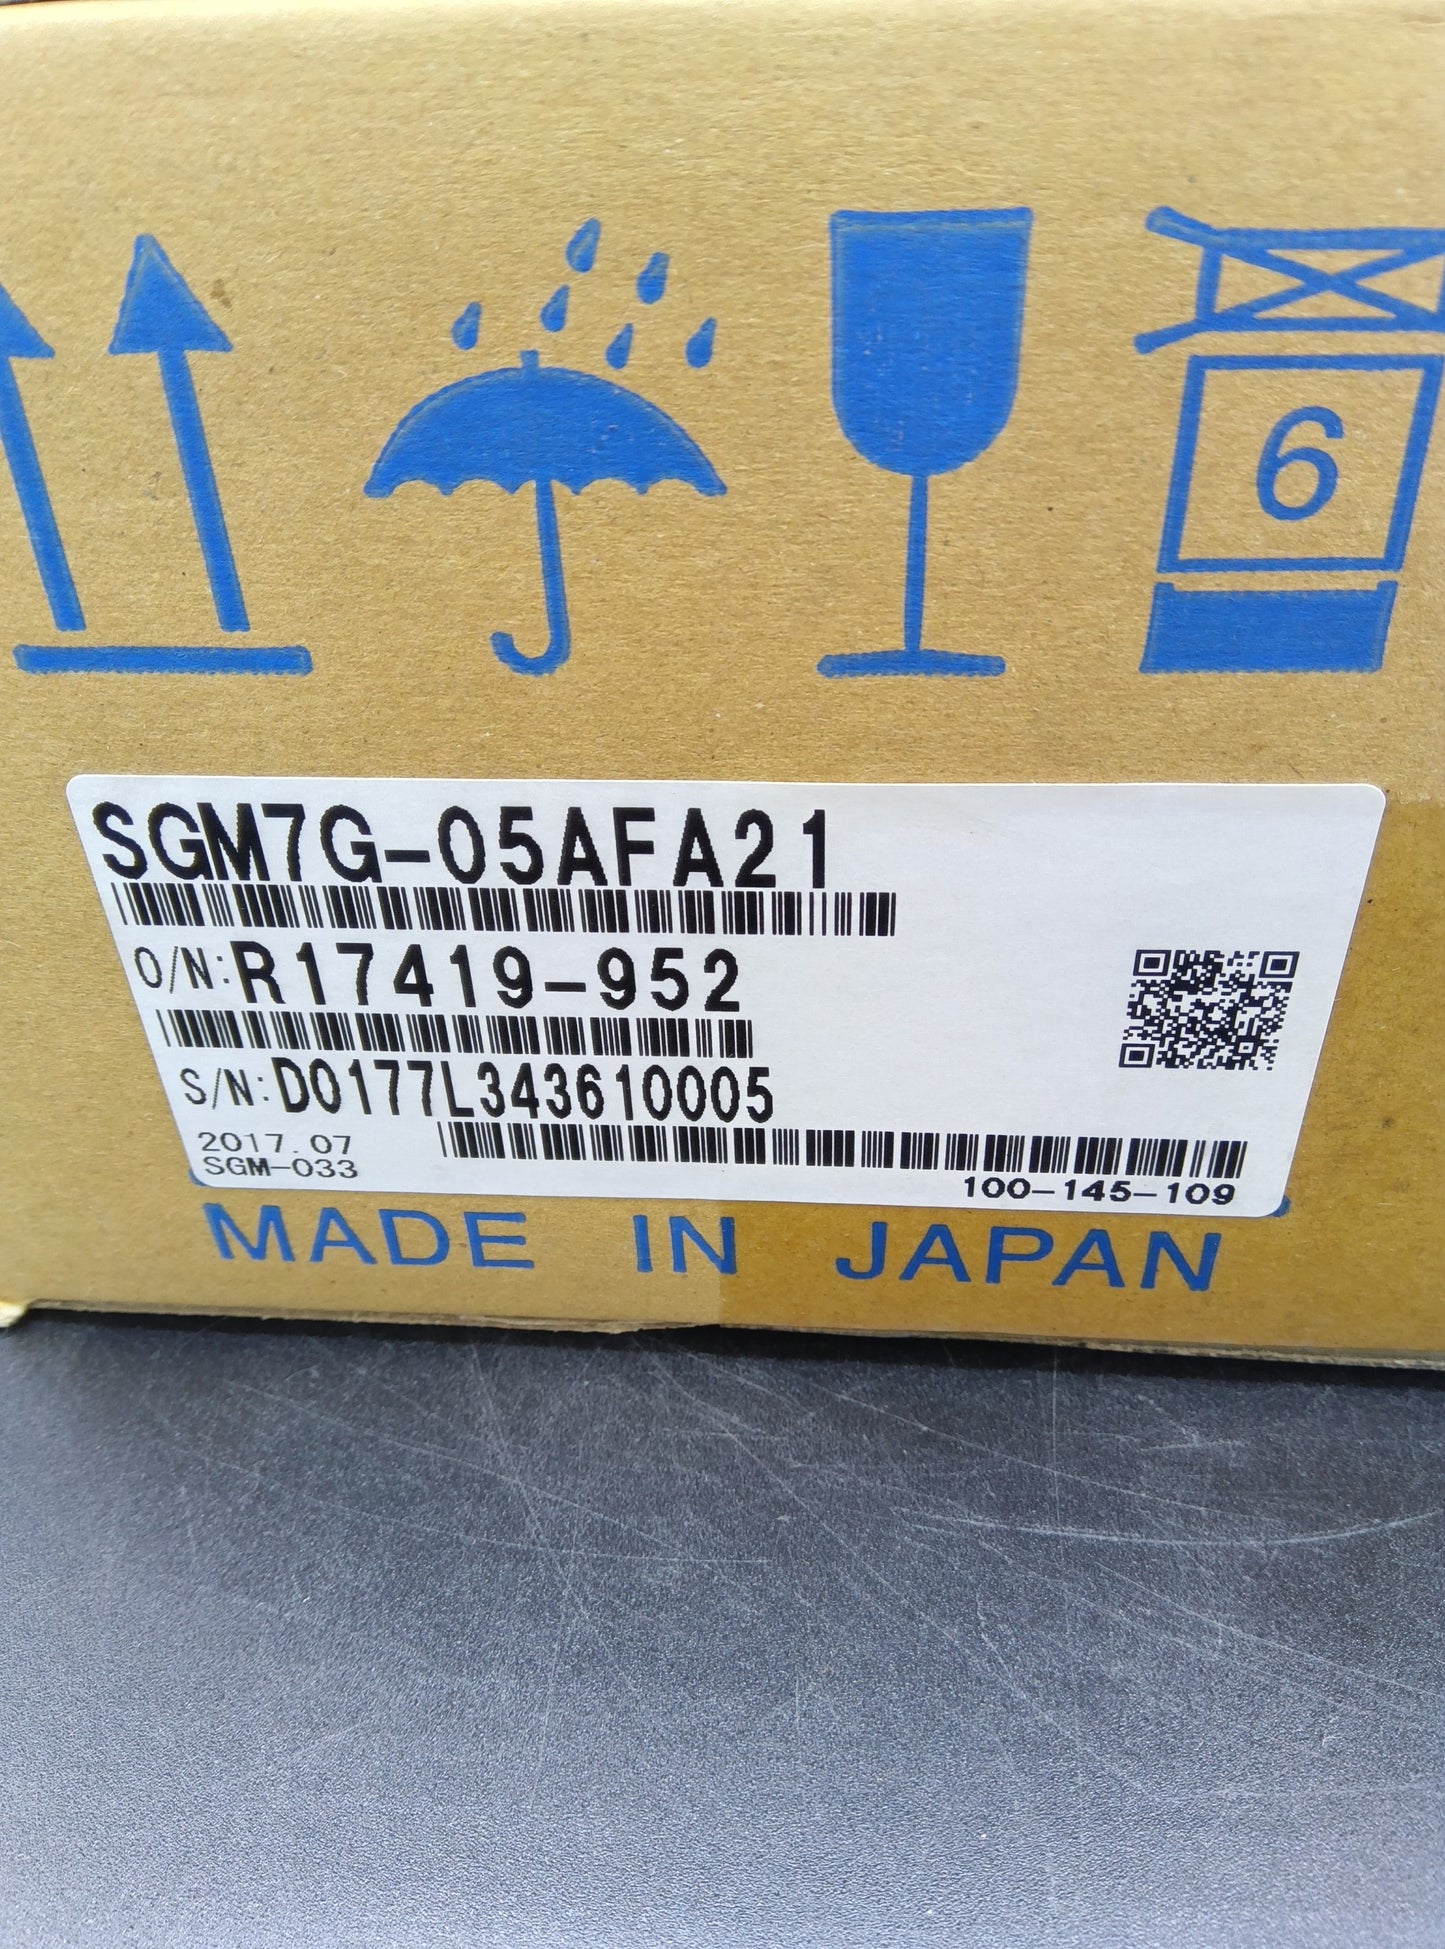 6
SGM7G-05AFA21
O/N:R17419-952
S/N:D0177L343610005
2017.07
SGM-033
100-145-109
MADE IN JAPAN